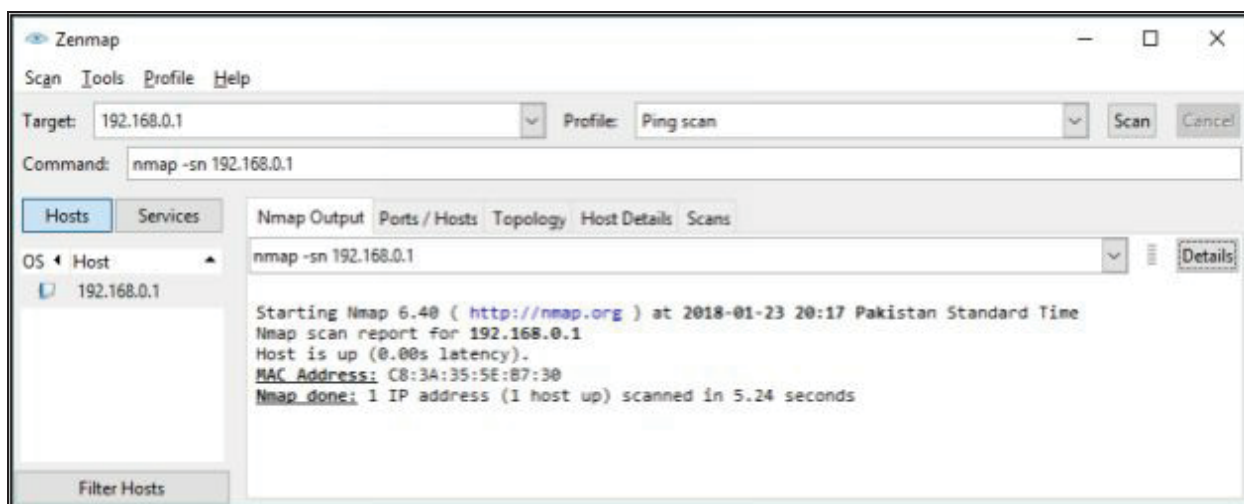 Zenmap
Scan Tools Profile Help
Target: 192.168.0.1 Profile: Ping scan Scan Cancel
Command: nmap -sn 192.168.0.1
Hosts Services Nmap Output Ports / Hosts Topology Host Details Scans
OS Host nmap -sn 192.168.0.1 Details
192.168.0.1
Starting Nmap 6.40 ( http://nmap.org ) at 2018-01-23 20:17 Pakistan Standard Time
Nmap scan report for 192.168.0.1
Host is up (0.00s latency).
MAC Address: C8:3A:35:5E:B7:30
Nmap done: 1 IP address (1 host up) scanned in 5.24 seconds
Filter Hosts